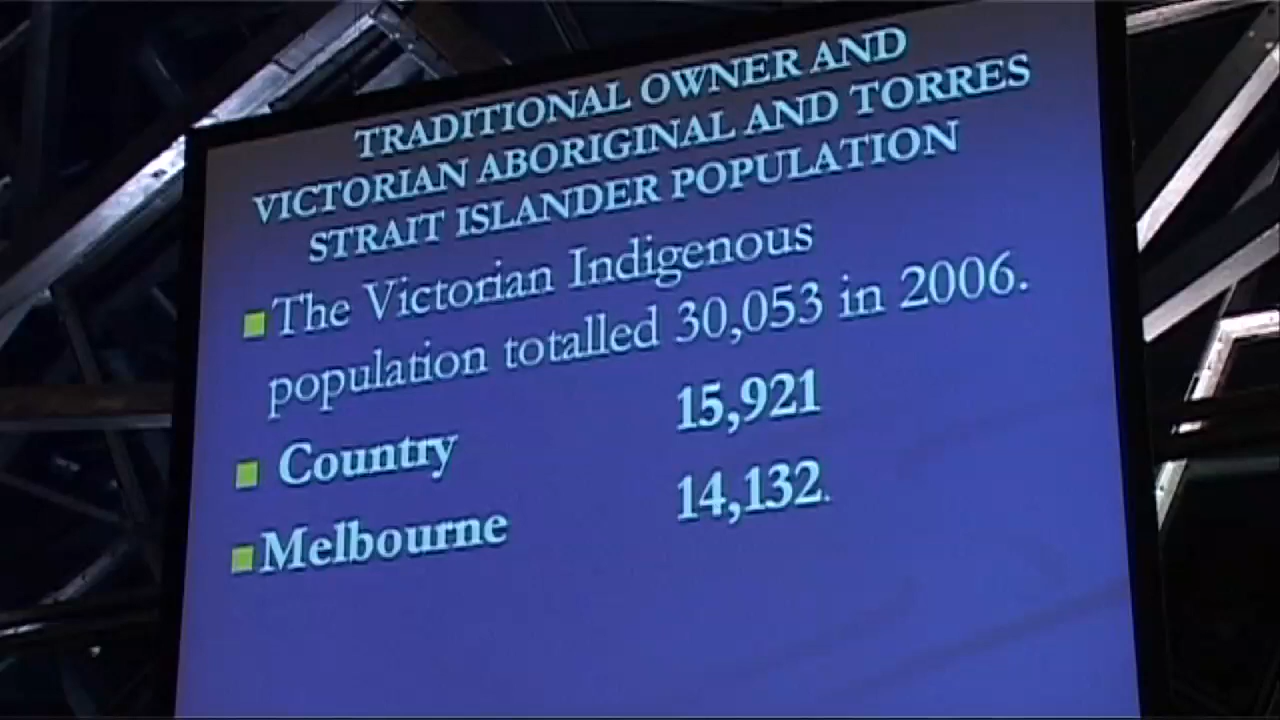 TRADITIONAL OWNER AND
VICTORIAN ABORIGINAL AND TORRES
STRAIT ISLANDER POPULATION
The Victorian Indigenous
population totalled 30,053 in 2006.
Country 15,921
Melbourne 14,132.